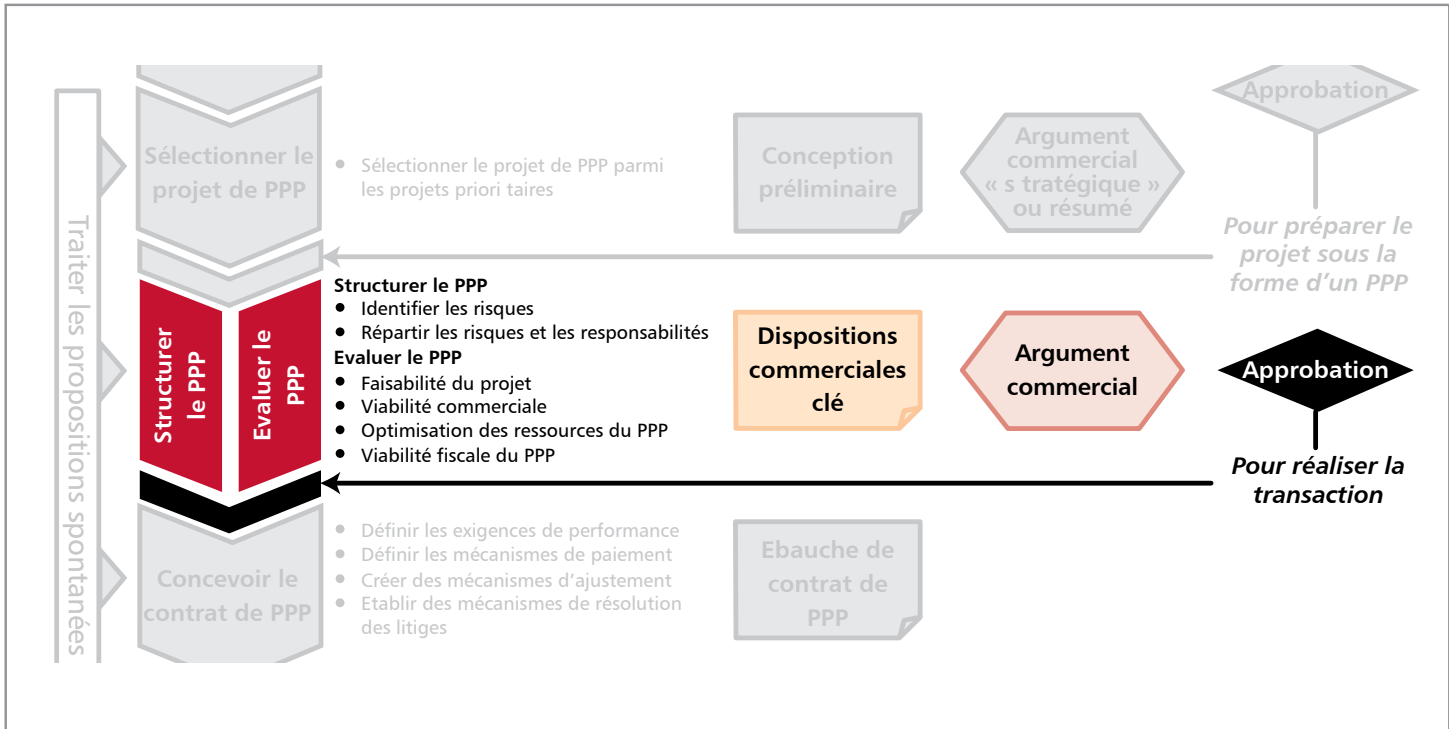 Approbation
Traiter les propositions spontanées
Sélectionner le
projet de PPP
• Sélectionner le projet de PPP parmi
les projets priori taires
Conception
préliminaire
Argument
commercial
« s tratégique »
ou résumé
Pour préparer le
projet sous la
forme d'un PPP
Structurer
le PPP
Evaluer le
PPP
Structurer le PPP
• Identifier les risques
• Répartir les risques et les responsabilités
Evaluer le PPP
• Faisabilité du projet
• Viabilité commerciale
• Optimisation des ressources du PPP
• Viabilité fiscale du PPP
Dispositions
commerciales
clé
Argument
commercial
Approbation
Pour réaliser la
transaction
Concevoir le
contrat de PPP
• Définir les exigences de performance
• Définir les mécanismes de paiement
• Créer des mécanismes d'ajustement
• Etablir des mécanismes de résolution
des litiges
Ebauche de
contrat de
PPP